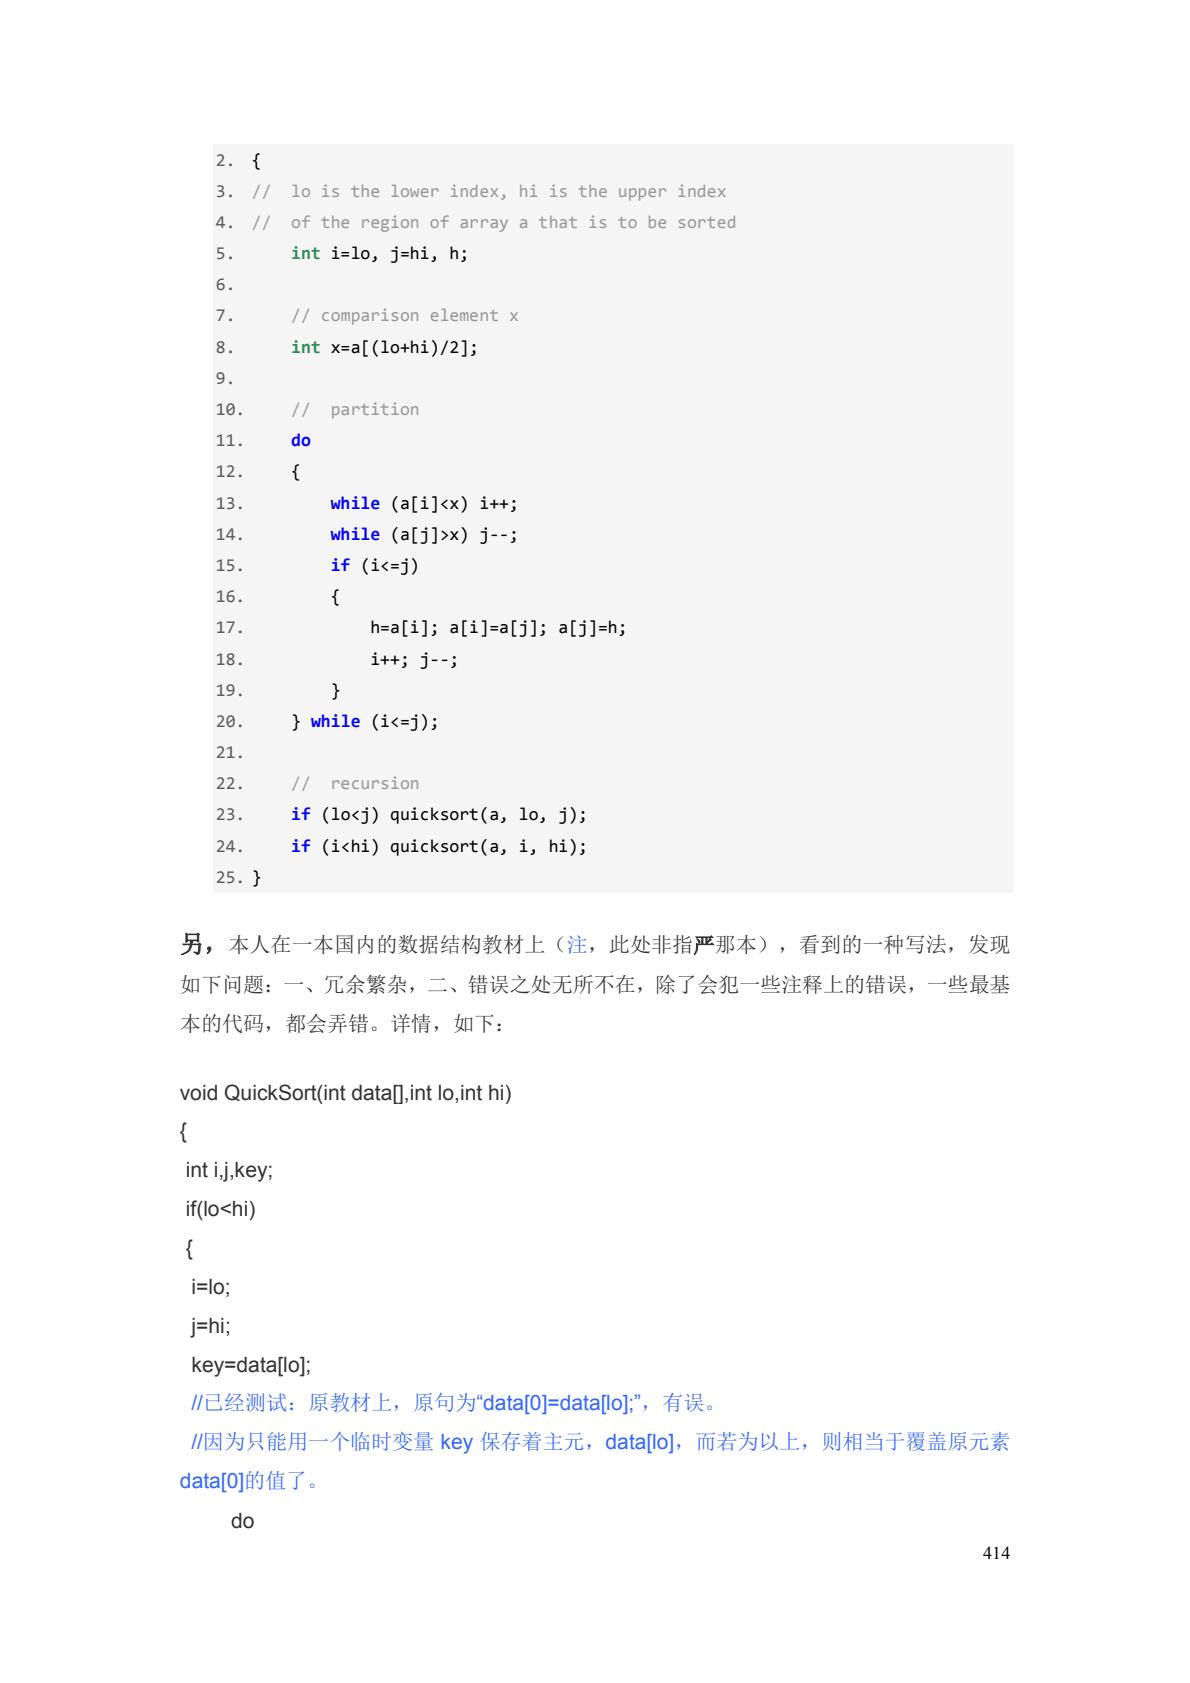 2. {
3. //  lo is the lower index, hi is the upper index
4. //  of the region of array a that is to be sorted
5.     int i=lo, j=hi, h;
6.
7.     // comparison element x
8.     int x=a[(lo+hi)/2];
9.
10.     //  partition
11.     do
12.     {
13.         while (a[i]<x) i++;
14.         while (a[j]>x) j--;
15.         if (i<=j)
16.         {
17.             h=a[i]; a[i]=a[j]; a[j]=h;
18.             i++; j--;
19.         }
20.     } while (i<=j);
21.
22.     //  recursion
23.     if (lo<j) quicksort(a, lo, j);
24.     if (i<hi) quicksort(a, i, hi);
25. }
另，本人在一本国内的数据结构教材上（注，此处非指严那本），看到的一种写法，发现
如下问题：一、冗余繁杂，二、错误之处无所不在，除了会犯一些注释上的错误，一些最基
本的代码，都会弄错。详情，如下：
void QuickSort(int data[],int lo,int hi)
{
int i,j,key;
if(lo<hi)
{
i=lo;
j=hi;
key=data[lo];
//已经测试：原教材上，原句为“data[0]=data[lo];”，有误。
//因为只能用一个临时变量 key 保存着主元，data[lo]，而若为以上，则相当于覆盖原元素
data[0]的值了。
do
414